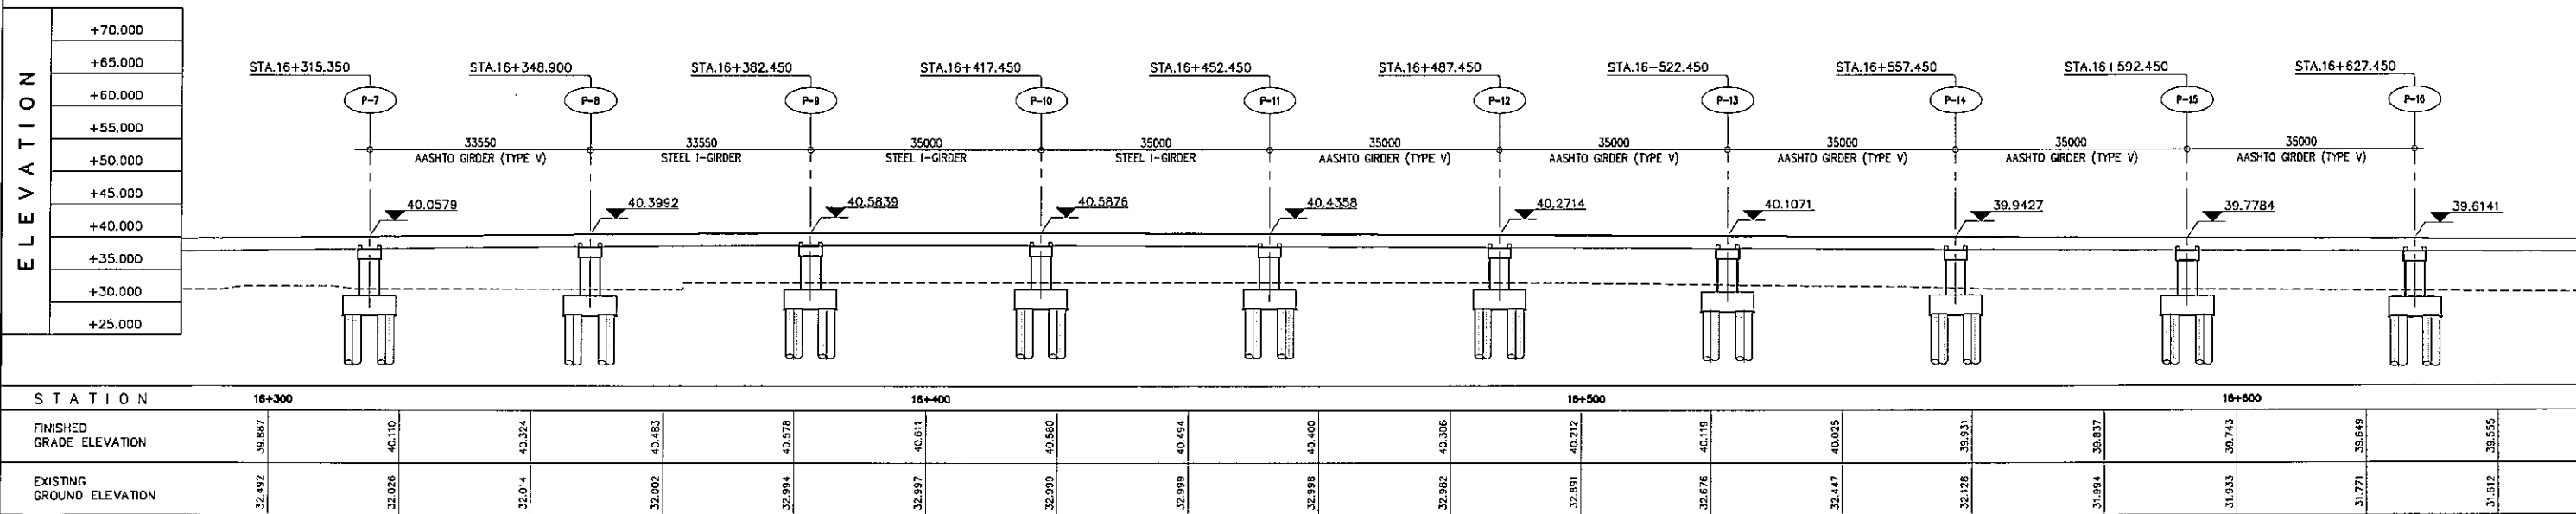 ELEVATION
+70.000
+65.000
+60.000
+55.000
+50.000
+45.000
+40.000
+35.000
+30.000
+25.000
STA.16+315.350 STA.16+348.900 STA.16+382.450 STA.16+417.450 STA.16+452.450 STA.16+487.450 STA.16+522.450 STA.16+557.450 STA.16+592.450 STA.16+627.450
P-7 P-8 P-9 P-10 P-11 P-12 P-13 P-14 P-15 P-16
33550 33550 35000 35000 35000 35000 35000 35000 35000
AASHTO GIRDER (TYPE V) STEEL I-GIRDER STEEL I-GIRDER STEEL I-GIRDER AASHTO GIRDER (TYPE V) AASHTO GIRDER (TYPE V) AASHTO GIRDER (TYPE V) AASHTO GIRDER (TYPE V) AASHTO GIRDER (TYPE V)
40.0579 40.3992 40.5839 40.5876 40.4358 40.2714 40.1071 39.9427 39.7784 39.6141
STATION 16+300 16+400 16+500 16+600
FINISHED
GRADE ELEVATION
39.887 40.110 40.324 40.483 40.578 40.611 40.580 40.494 40.400 40.306 40.212 40.119 40.025 39.931 39.837 39.743 39.649 39.555
EXISTING
GROUND ELEVATION
32.492 32.026 32.014 32.002 32.994 32.997 32.999 32.999 32.998 32.982 32.891 32.676 32.447 32.128 31.994 31.933 31.771 31.612